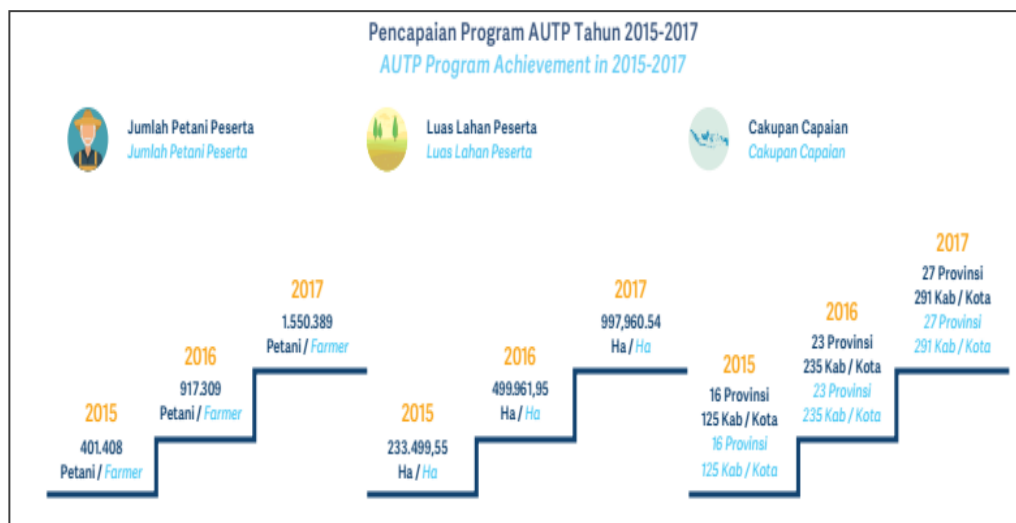 Pencapaian Program AUTP Tahun 2015-2017
AUTP Program Achievement in 2015-2017
Jumlah Petani Peserta
Jumlah Petani Peserta
Luas Lahan Peserta
Luas Lahan Peserta
Cakupan Capaian
Cakupan Capaian
2015
401.408
Petani / Farmer
2016
917.309
Petani / Farmer
2017
1.550.389
Petani / Farmer
2015
233.499,55
Ha / Ha
2016
499.961,95
Ha / Ha
2017
997,960.54
Ha / Ha
2015
16 Provinsi
125 Kab / Kota
16 Provinsi
125 Kab / Kota
2016
23 Provinsi
235 Kab / Kota
23 Provinsi
235 Kab / Kota
2017
27 Provinsi
291 Kab / Kota
27 Provinsi
291 Kab / Kota